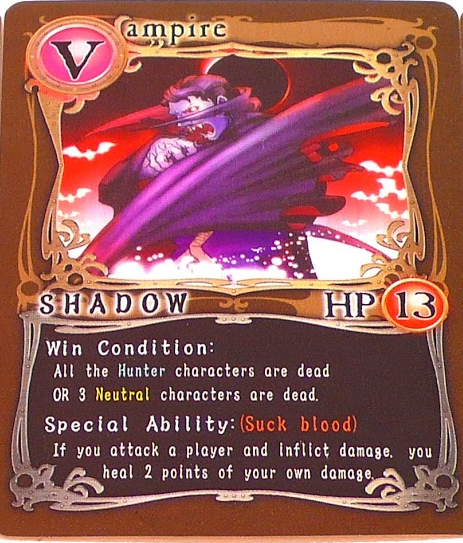 Vampire
SHADOW HP 13
Win Condition:
All the Hunter characters are dead
OR 3 Neutral characters are dead.
Special Ability:(Suck blood)
If you attack a player and inflict damage, you
heal 2 points of your own damage.